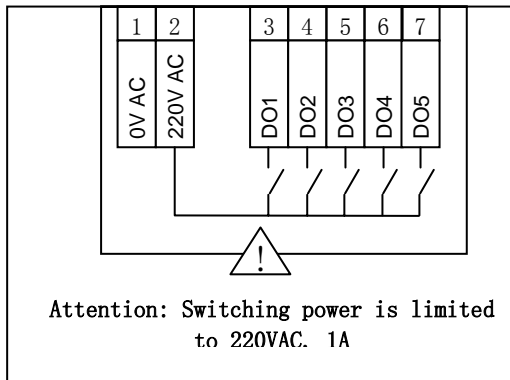 1 2 3 4 5 6 7
0V AC 220V AC DO1 DO2 DO3 DO4 DO5
!
Attention: Switching power is limited
to 220VAC. 1A